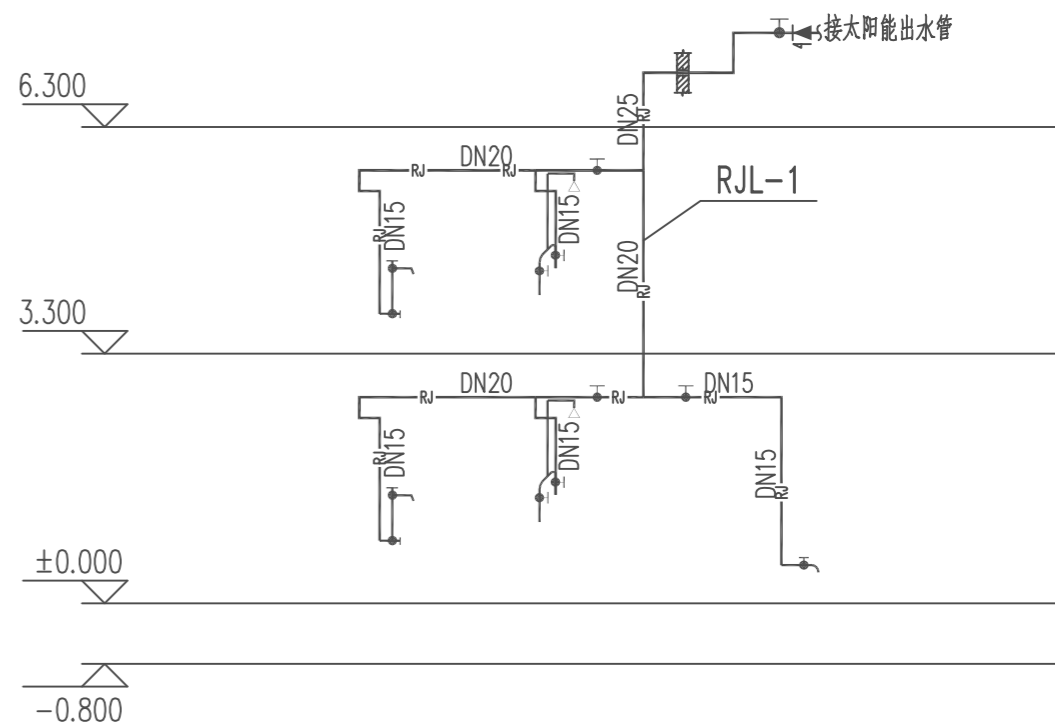 接太阳能出水管
6.300
DN25
RJ
DN20
RJ
RJ
RJL-1
DN15
RJ
DN15
DN20
RJ
3.300
DN20
RJ
RJ
DN15
RJ
DN15
RJ
DN15
DN15
RJ
±0.000
-0.800